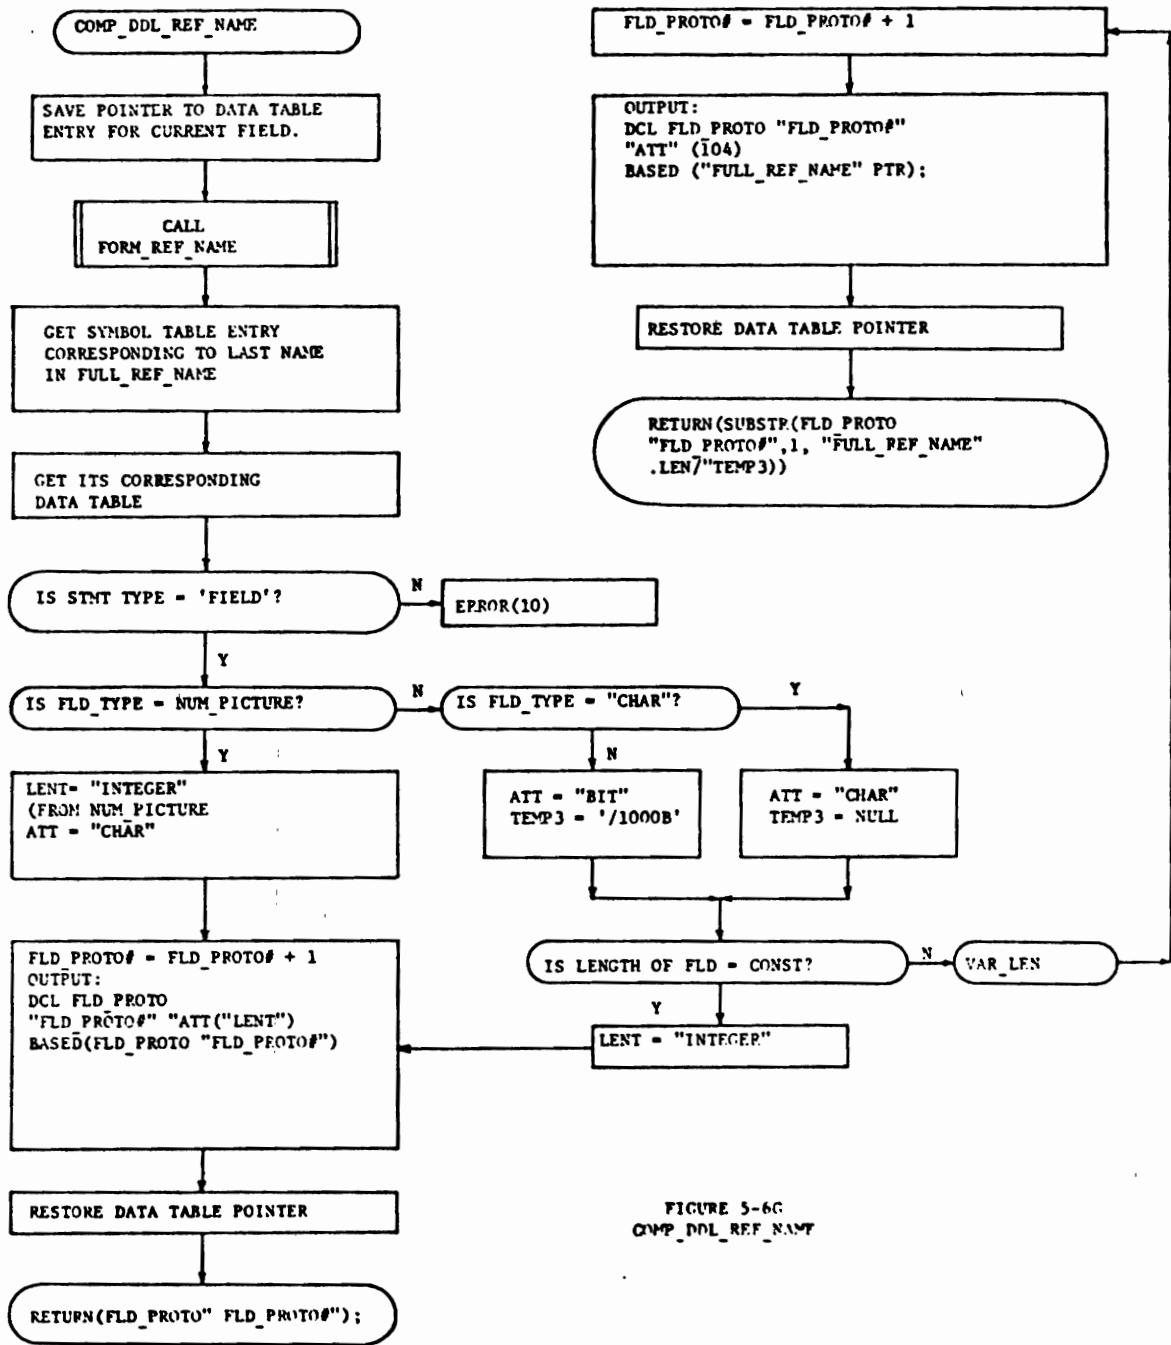 COMP_DDL_REF_NAME
SAVE POINTER TO DATA TABLE
ENTRY FOR CURRENT FIELD.
CALL
FORM_REF_NAME
GET SYMBOL TABLE ENTRY
CORRESPONDING TO LAST NAME
IN FULL_REF_NAME
GET ITS CORRESPONDING
DATA TABLE
IS STMT TYPE = 'FIELD'?
N
ERROR(10)
Y
IS FLD_TYPE = NUM_PICTURE?
N
IS FLD_TYPE = "CHAR"?
Y
Y
N
LENT= "INTEGER"
(FROM NUM_PICTURE
ATT = "CHAR"
ATT = "BIT"
TEMP3 = '/1000B'
ATT = "CHAR"
TEMP3 = NULL
IS LENGTH OF FLD = CONST?
N
VAR_LEN
Y
LENT = "INTEGER"
FLD_PROTO# = FLD_PROTO# + 1
OUTPUT:
DCL FLD_PROTO
"FLD_PROTO#" "ATT("LENT")
BASED(FLD_PROTO "FLD_PROTO#")
RESTORE DATA TABLE POINTER
RETURN(FLD_PROTO" FLD_PROTO#");
FLD_PROTO# = FLD_PROTO# + 1
OUTPUT:
DCL FLD_PROTO "FLD_PROTO#"
"ATT" (104)
BASED ("FULL_REF_NAME" PTR);
RESTORE DATA TABLE POINTER
RETURN(SUBSTR(FLD_PROTO
"FLD_PROTO#",1, "FULL_REF_NAME"
.LEN/"TEMP3))
FIGURE 5-6G
COMP_DDL_REF_NAME